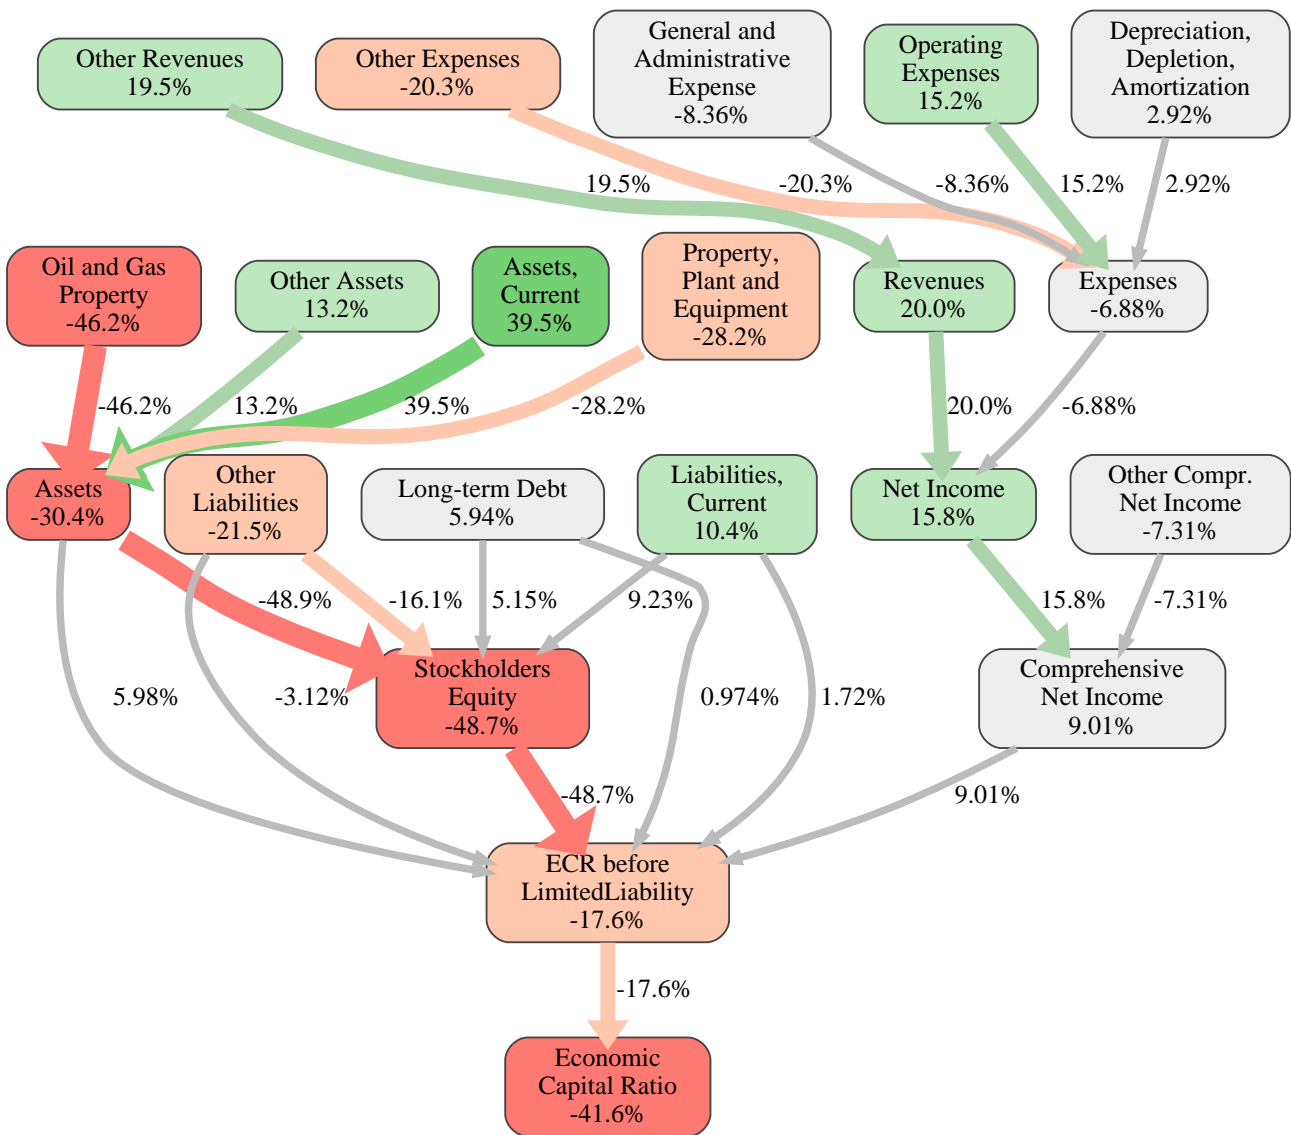 Other Revenues
19.5%
Other Expenses
-20.3%
General and
Administrative
Expense
-8.36%
Operating
Expenses
15.2%
Depreciation,
Depletion,
Amortization
2.92%
19.5%
-20.3%
-8.36%
15.2%
2.92%
Oil and Gas
Property
-46.2%
Other Assets
13.2%
Assets,
Current
39.5%
Property,
Plant and
Equipment
-28.2%
Revenues
20.0%
Expenses
-6.88%
-46.2%
13.2%
39.5%
-28.2%
20.0%
-6.88%
Assets
-30.4%
Other
Liabilities
-21.5%
Long-term Debt
5.94%
Liabilities,
Current
10.4%
Net Income
15.8%
Other Compr.
Net Income
-7.31%
-48.9%
-16.1%
5.15%
9.23%
15.8%
-7.31%
Stockholders
Equity
-48.7%
Comprehensive
Net Income
9.01%
5.98%
-3.12%
0.974%
1.72%
-48.7%
9.01%
ECR before
LimitedLiability
-17.6%
-17.6%
Economic
Capital Ratio
-41.6%